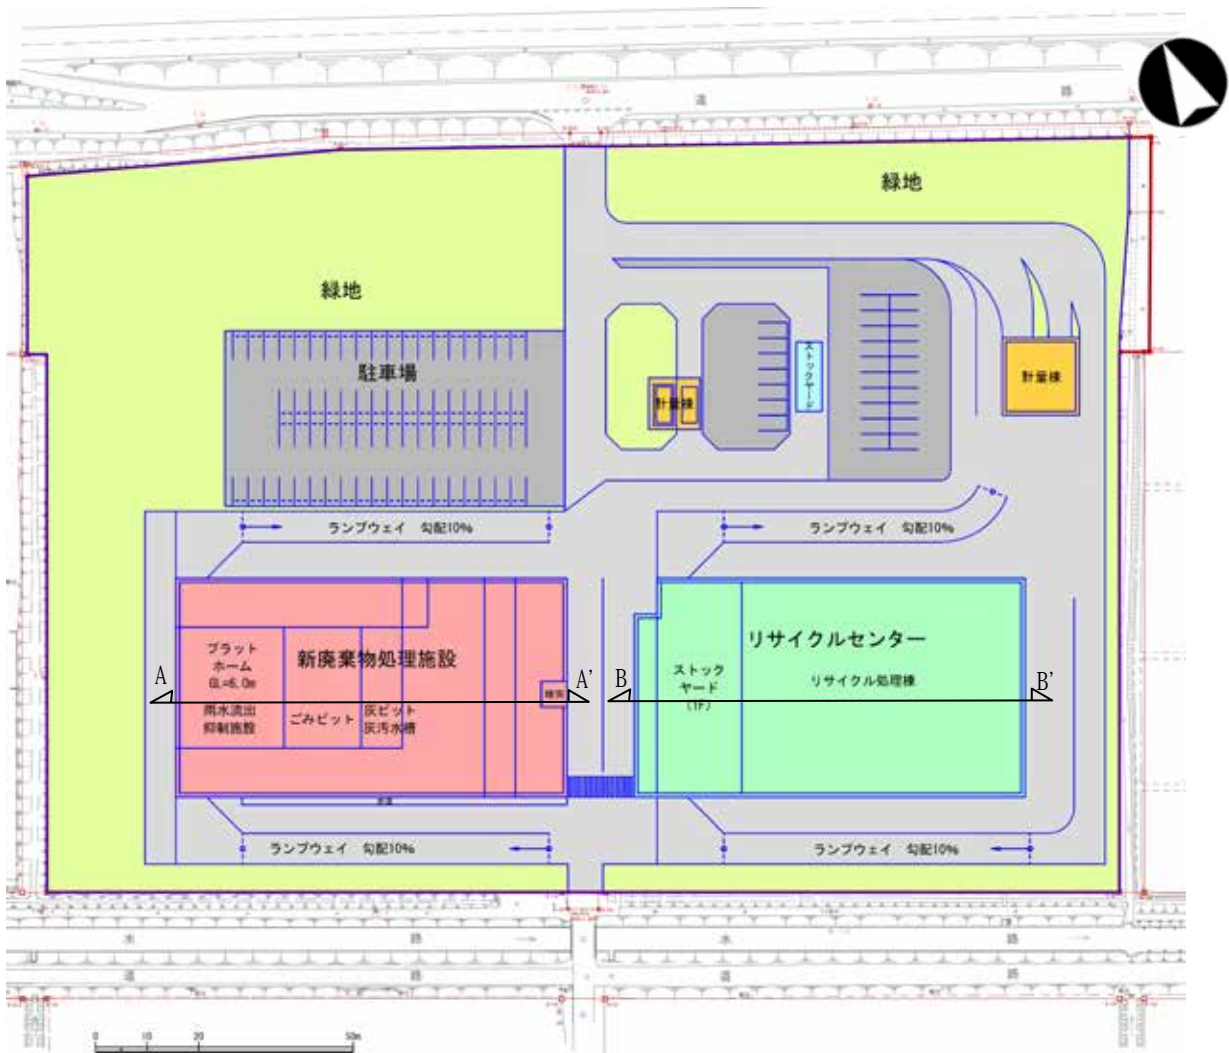 道
路
緑地
緑地
駐車場
ストックヤード
計量棟
計量棟
ランプウェイ 勾配10%
ランプウェイ 勾配10%
プラット
ホーム
GL=6.0m
新廃棄物処理施設
雨水流出
抑制施設
ごみピット
灰ピット
灰汚水槽
A
A'
B
B'
ストック
ヤード
(1F)
リサイクルセンター
リサイクル処理棟
ランプウェイ 勾配10%
ランプウェイ 勾配10%
水
路
水
路
道
路
道
路
0
10
20
50m